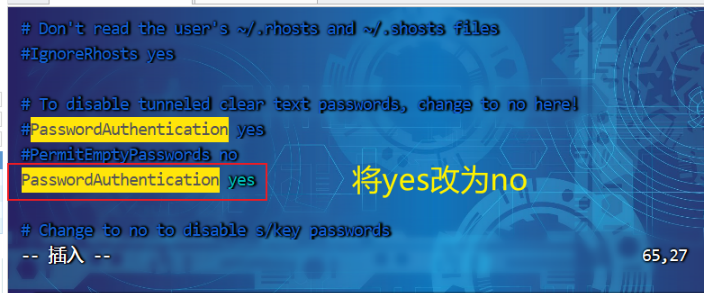 # Don't read the user's ~/.rhosts and ~/.shosts files
#IgnoreRhosts yes
# To disable tunneled clear text passwords, change to no here!
#PasswordAuthentication yes
#PermitEmptyPasswords no
PasswordAuthentication yes
将yes改为no
# Change to no to disable s/key passwords
-- 插入 --
65,27